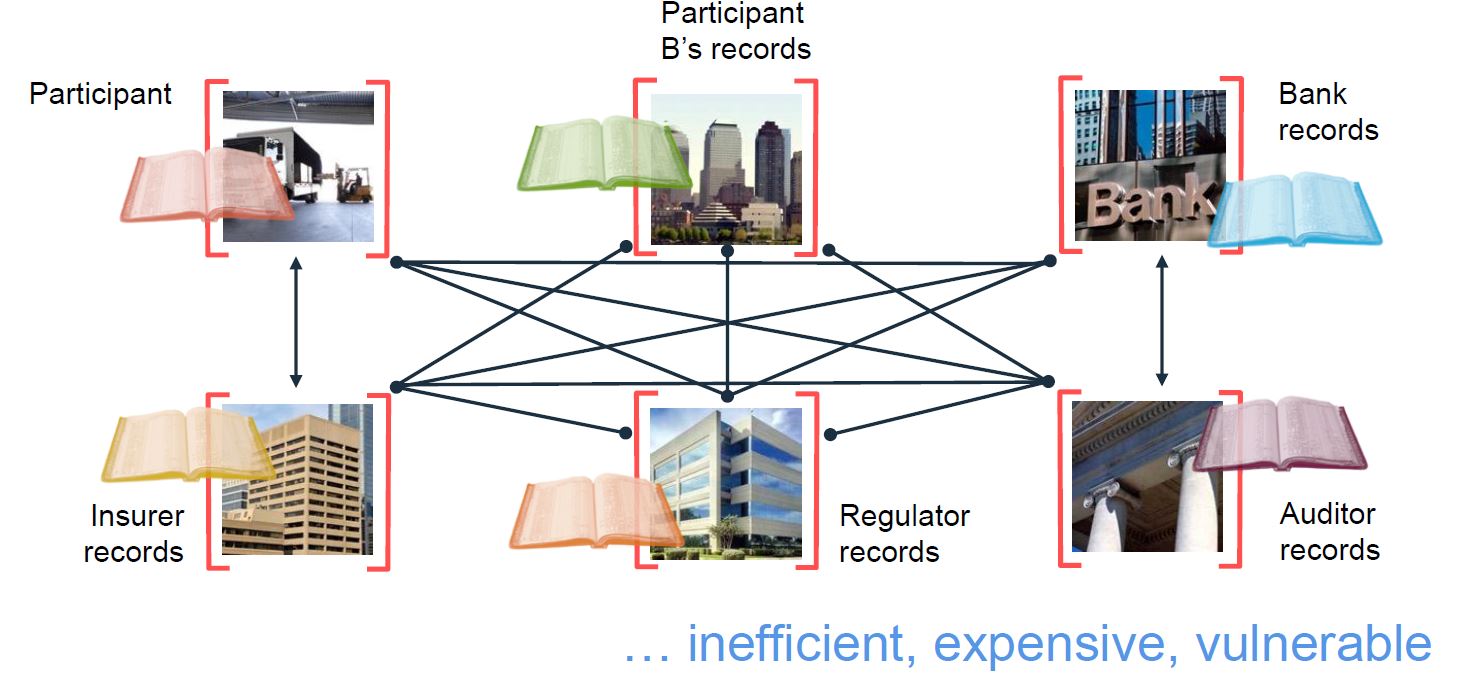 Participant
B’s records
Participant
Bank
records
Bank
Insurer
records
Regulator
records
Auditor
records
… inefficient, expensive, vulnerable